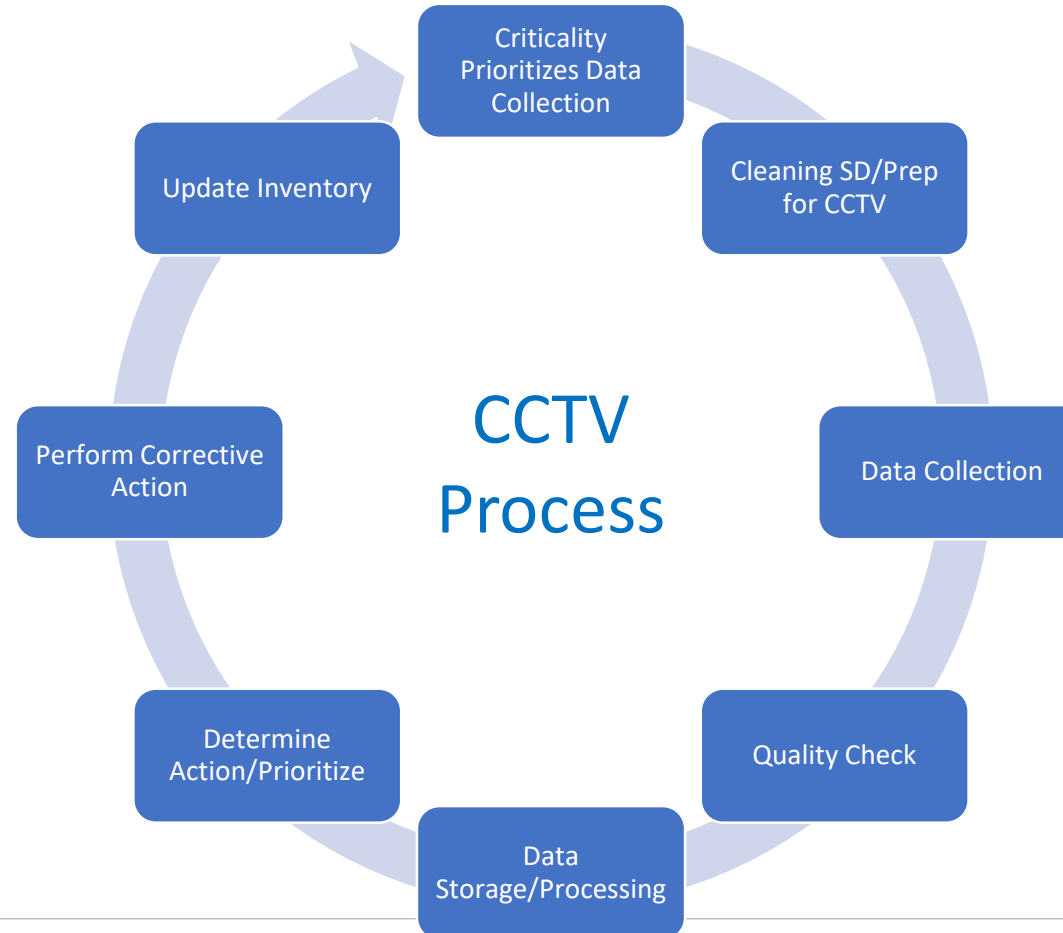 Criticality
Prioritizes Data
Collection
Cleaning SD/Prep
for CCTV
Data Collection
Quality Check
Data
Storage/Processing
Determine
Action/Prioritize
Perform Corrective
Action
Update Inventory
CCTV
Process